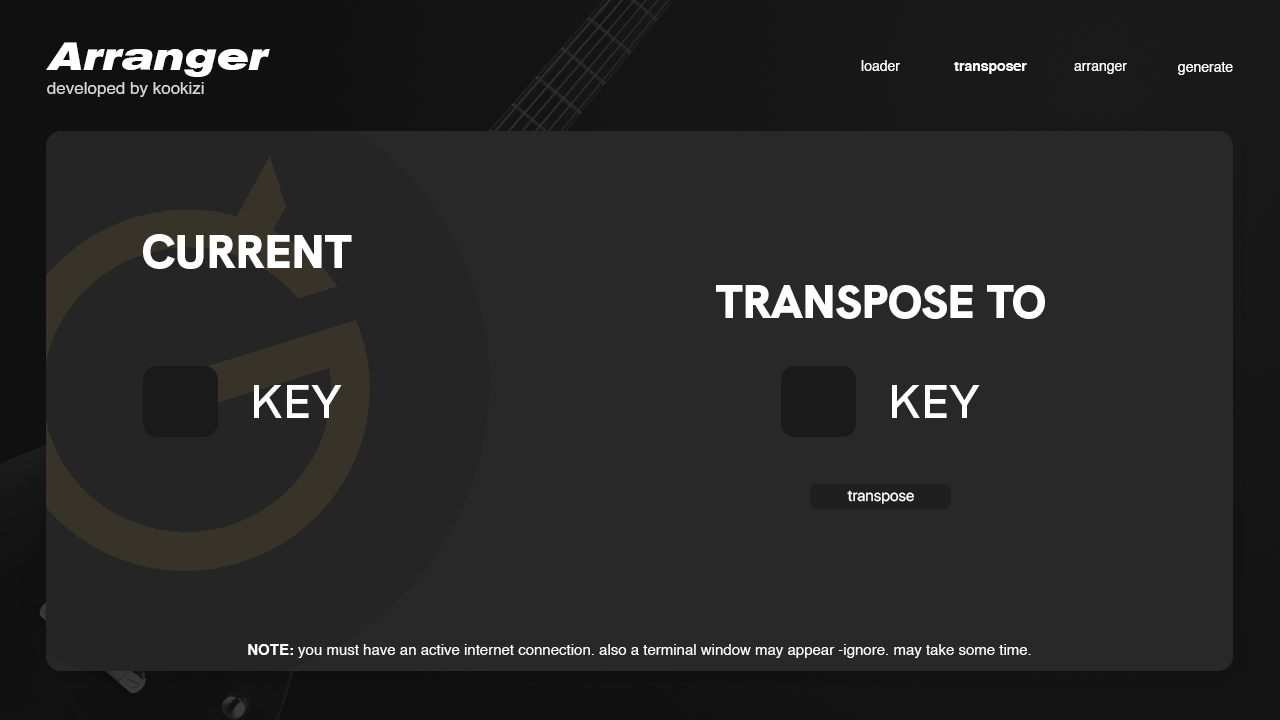 Arranger
developed by kookizi
loader transposer arranger generate
CURRENT
TRANSPOSE TO
KEY
KEY
transpose
NOTE: you must have an active internet connection. also a terminal window may appear -ignore. may take some time.